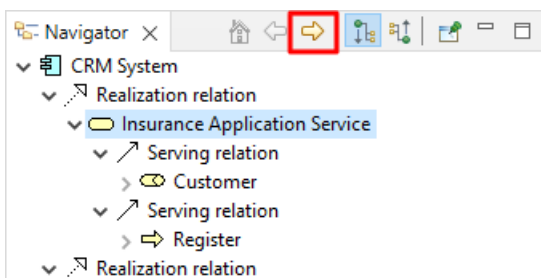 Navigator
CRM System
Realization relation
Insurance Application Service
Serving relation
Customer
Serving relation
Register
Realization relation